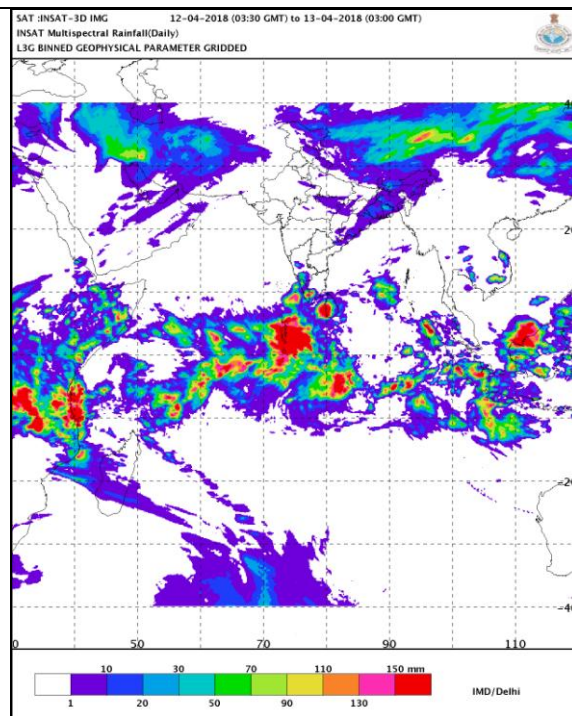 SAT :INSAT-3D IMG 12-04-2018 (03:30 GMT) to 13-04-2018 (03:00 GMT)
INSAT Multispectral Rainfall(Daily)
L3G BINNED GEOPHYSICAL PARAMETER GRIDDED
4
20
-20
-40
0 50 70 90 110
10 30 70 110 150 mm
1 20 50 90 130
IMD/Delhi